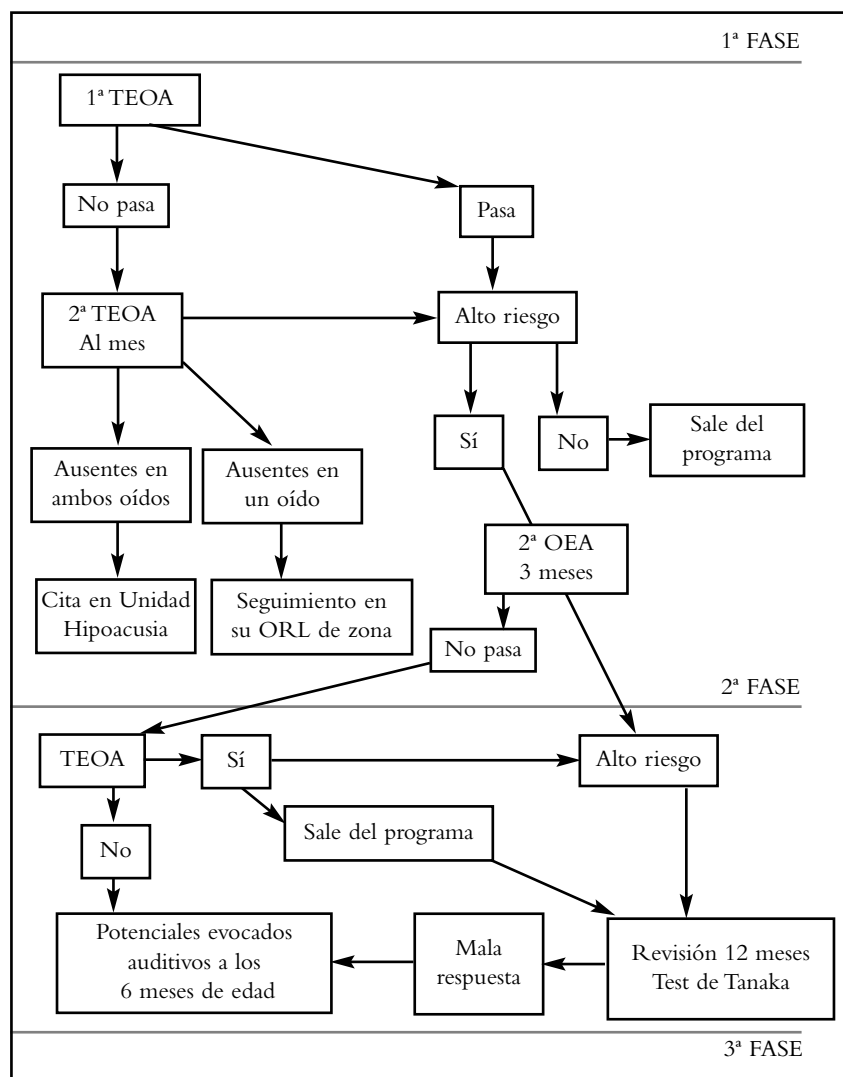 1ª FASE
1ª TEOA
No pasa
Pasa
2ª TEOA
Al mes
Alto riesgo
Sí
No
Sale del
programa
Ausentes en
ambos oídos
Ausentes en
un oído
2ª OEA
3 meses
Cita en Unidad
Hipoacusia
Seguimiento en
su ORL de zona
No pasa
2ª FASE
TEOA
Sí
Alto riesgo
No
Sale del programa
Potenciales evocados
auditivos a los
6 meses de edad
Mala
respuesta
Revisión 12 meses
Test de Tanaka
3ª FASE